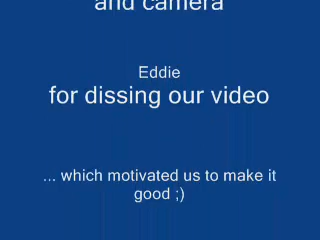 and camera
Eddie
for dissing our video
... which motivated us to make it
good ;)